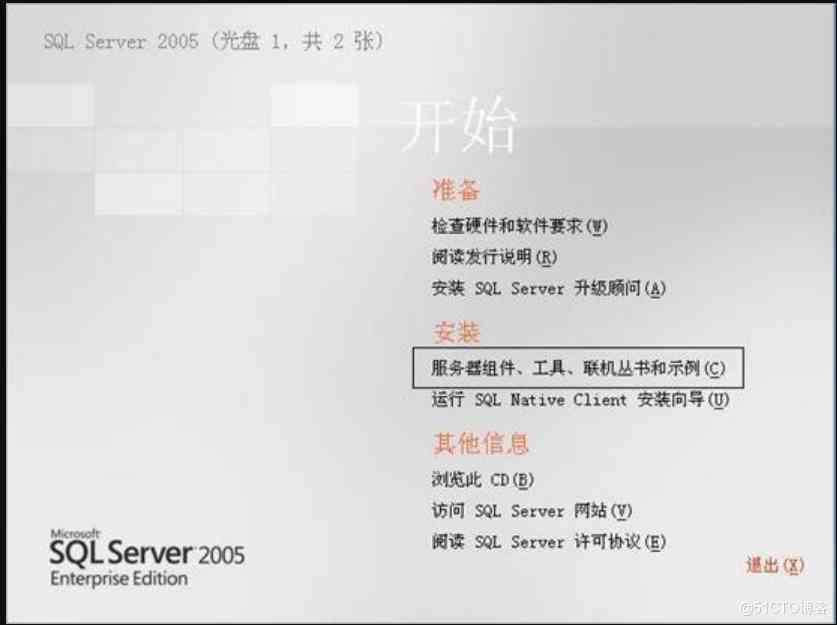 SQL Server 2005 (光盘 1，共 2 张)
开始
准备
检查硬件和软件要求(W)
阅读发行说明(R)
安装 SQL Server 升级顾问(A)
安装
服务器组件、工具、联机丛书和示例(C)
运行 SQL Native Client 安装向导(U)
其他信息
浏览此 CD(B)
访问 SQL Server 网站(V)
阅读 SQL Server 许可协议(E)
Microsoft
SQL Server 2005
Enterprise Edition
退出(X)
@51CTO博客